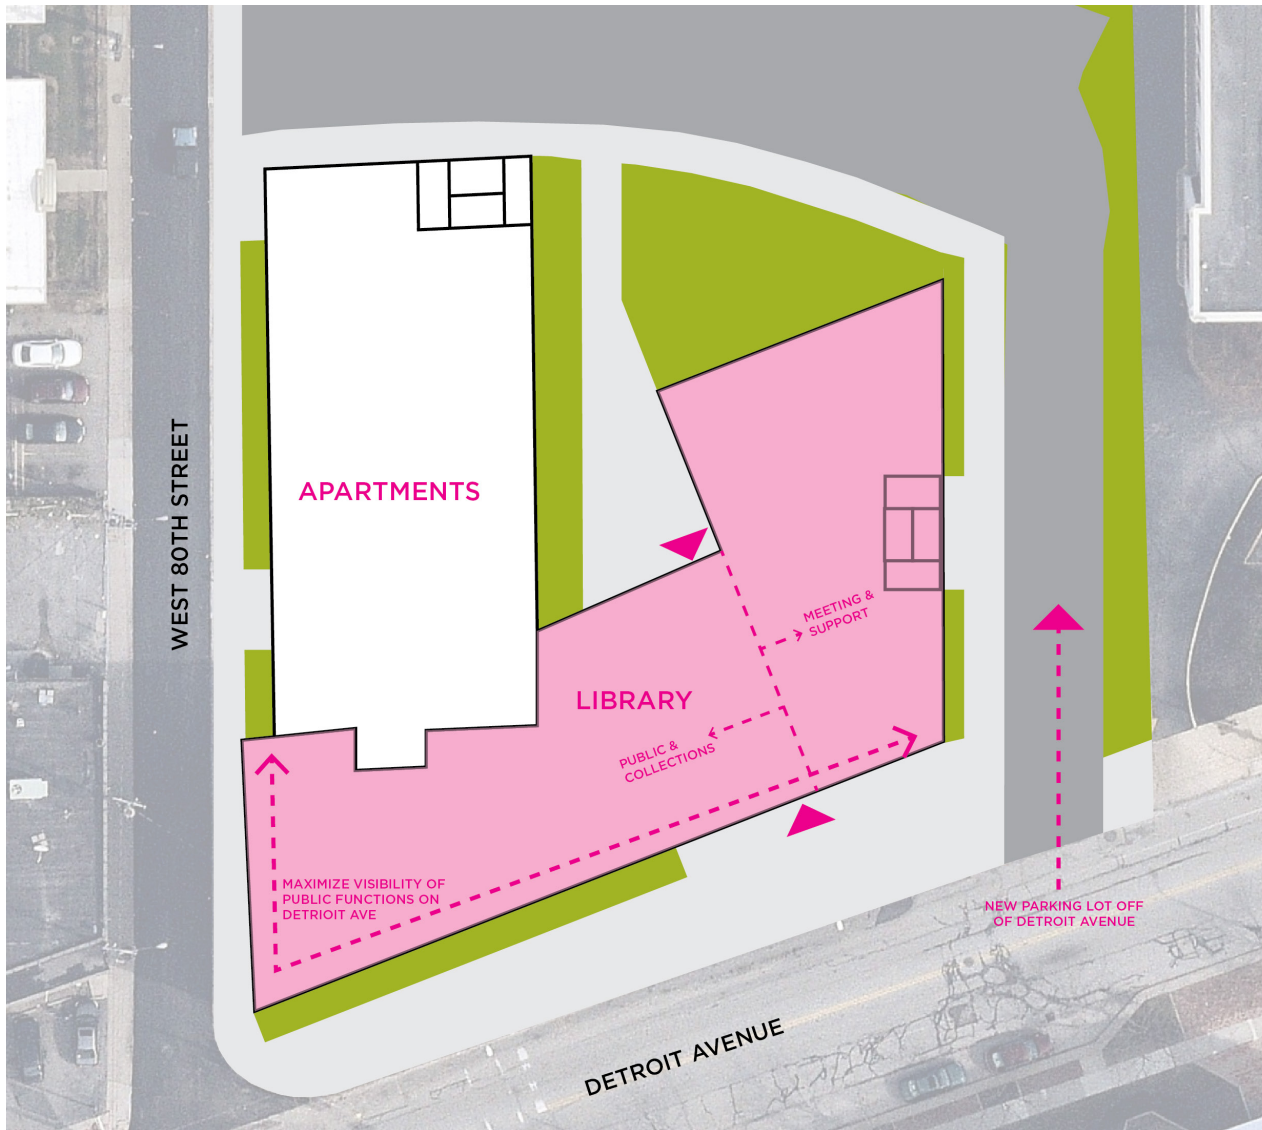 WEST 80TH STREET
APARTMENTS
MEETING &
SUPPORT
LIBRARY
PUBLIC &
COLLECTIONS
MAXIMIZE VISIBILITY OF
PUBLIC FUNCTIONS ON
DETRIOIT AVE
NEW PARKING LOT OFF
OF DETROIT AVENUE
DETROIT AVENUE